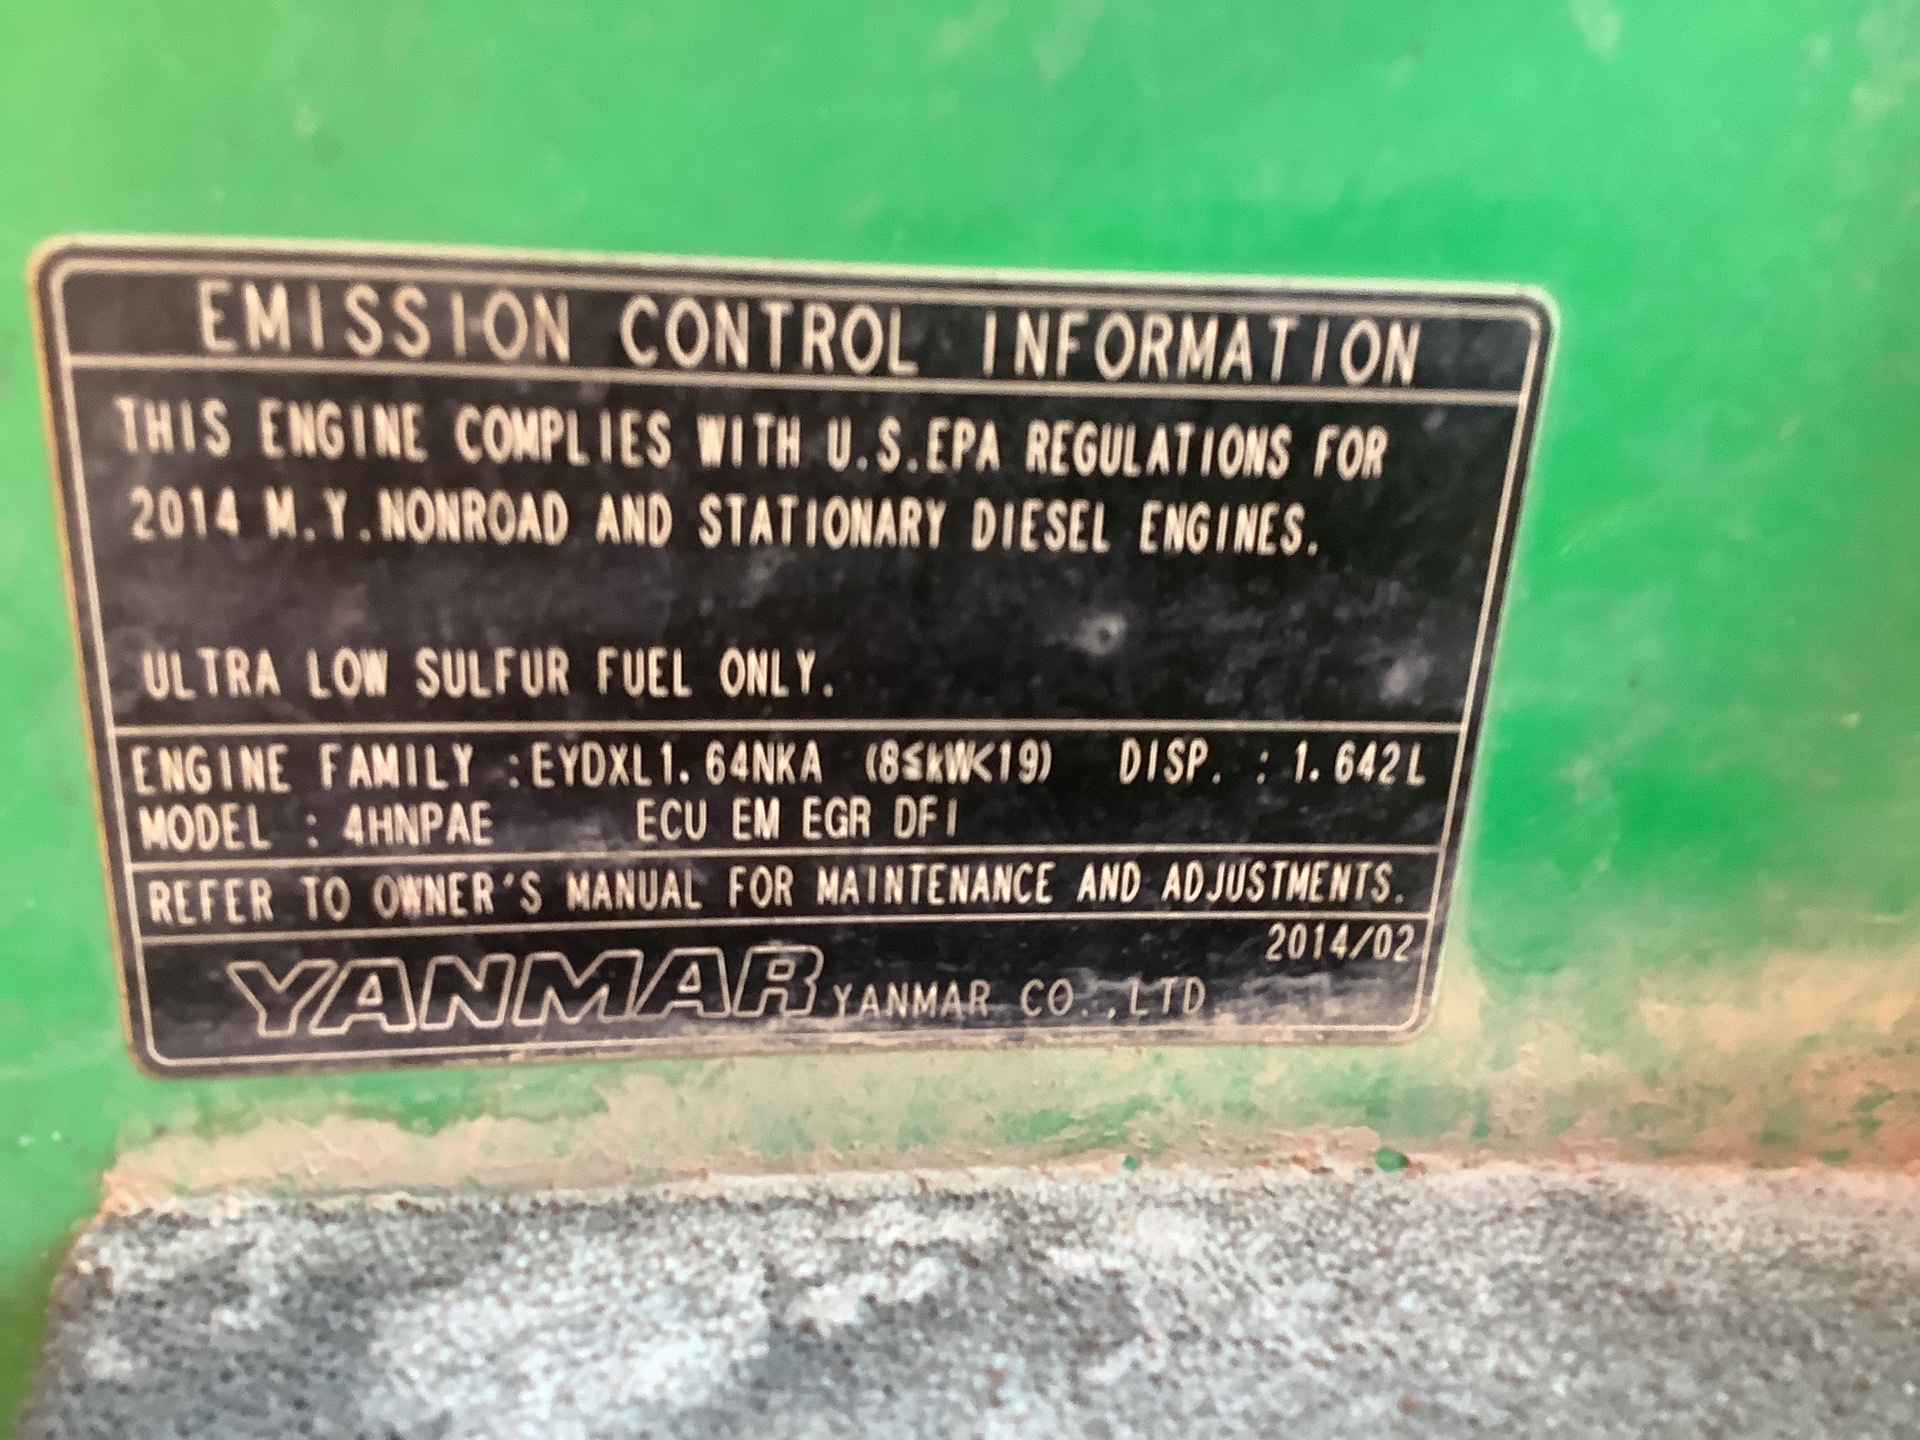 EMISSION CONTROL INFORMATION
THIS ENGINE COMPLIES WITH U.S.EPA REGULATIONS FOR
2014 M.Y.NONROAD AND STATIONARY DIESEL ENGINES.
ULTRA LOW SULFUR FUEL ONLY.
ENGINE FAMILY :EYDXL1.64NKA (8≤kW<19) DISP. : 1.642L
MODEL : 4HNPAE ECU EM EGR DFI
REFER TO OWNER'S MANUAL FOR MAINTENANCE AND ADJUSTMENTS.
2014/02
YANMAR YANMAR CO.,LTD